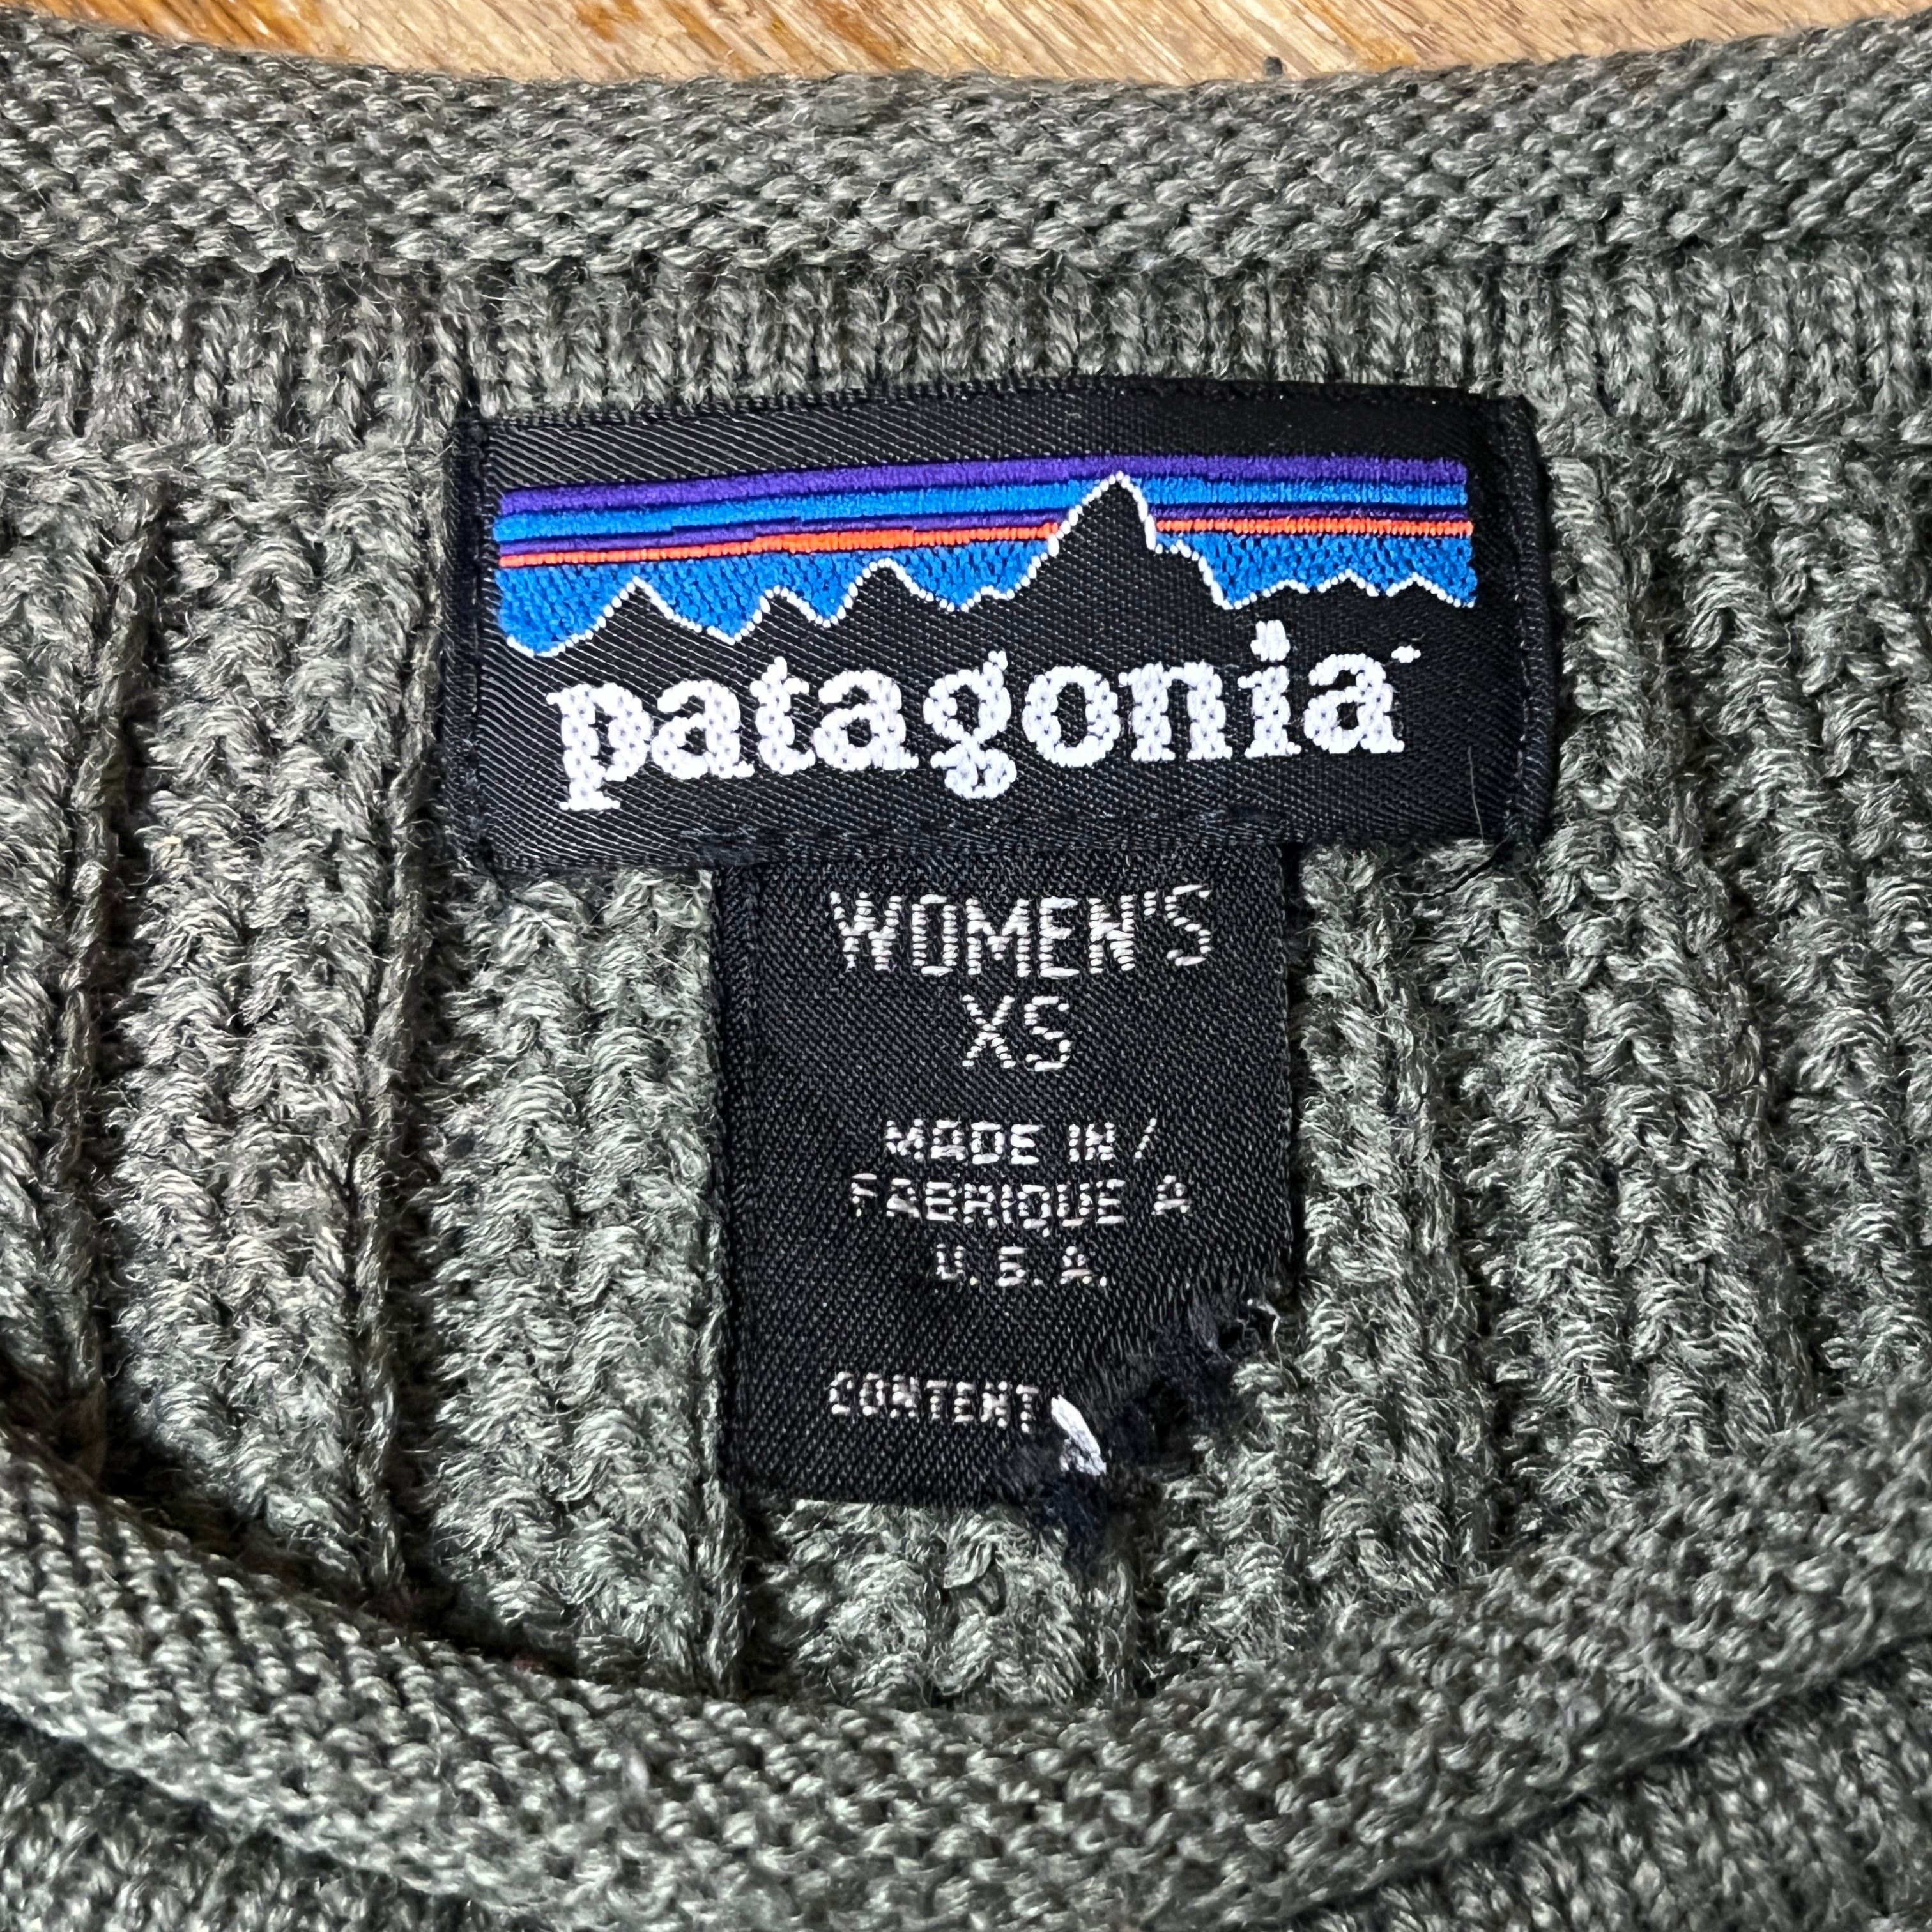 patagonia
WOMEN'S
XS
MADE IN /
FABRIQUE A
U.S.A.
CONTENT